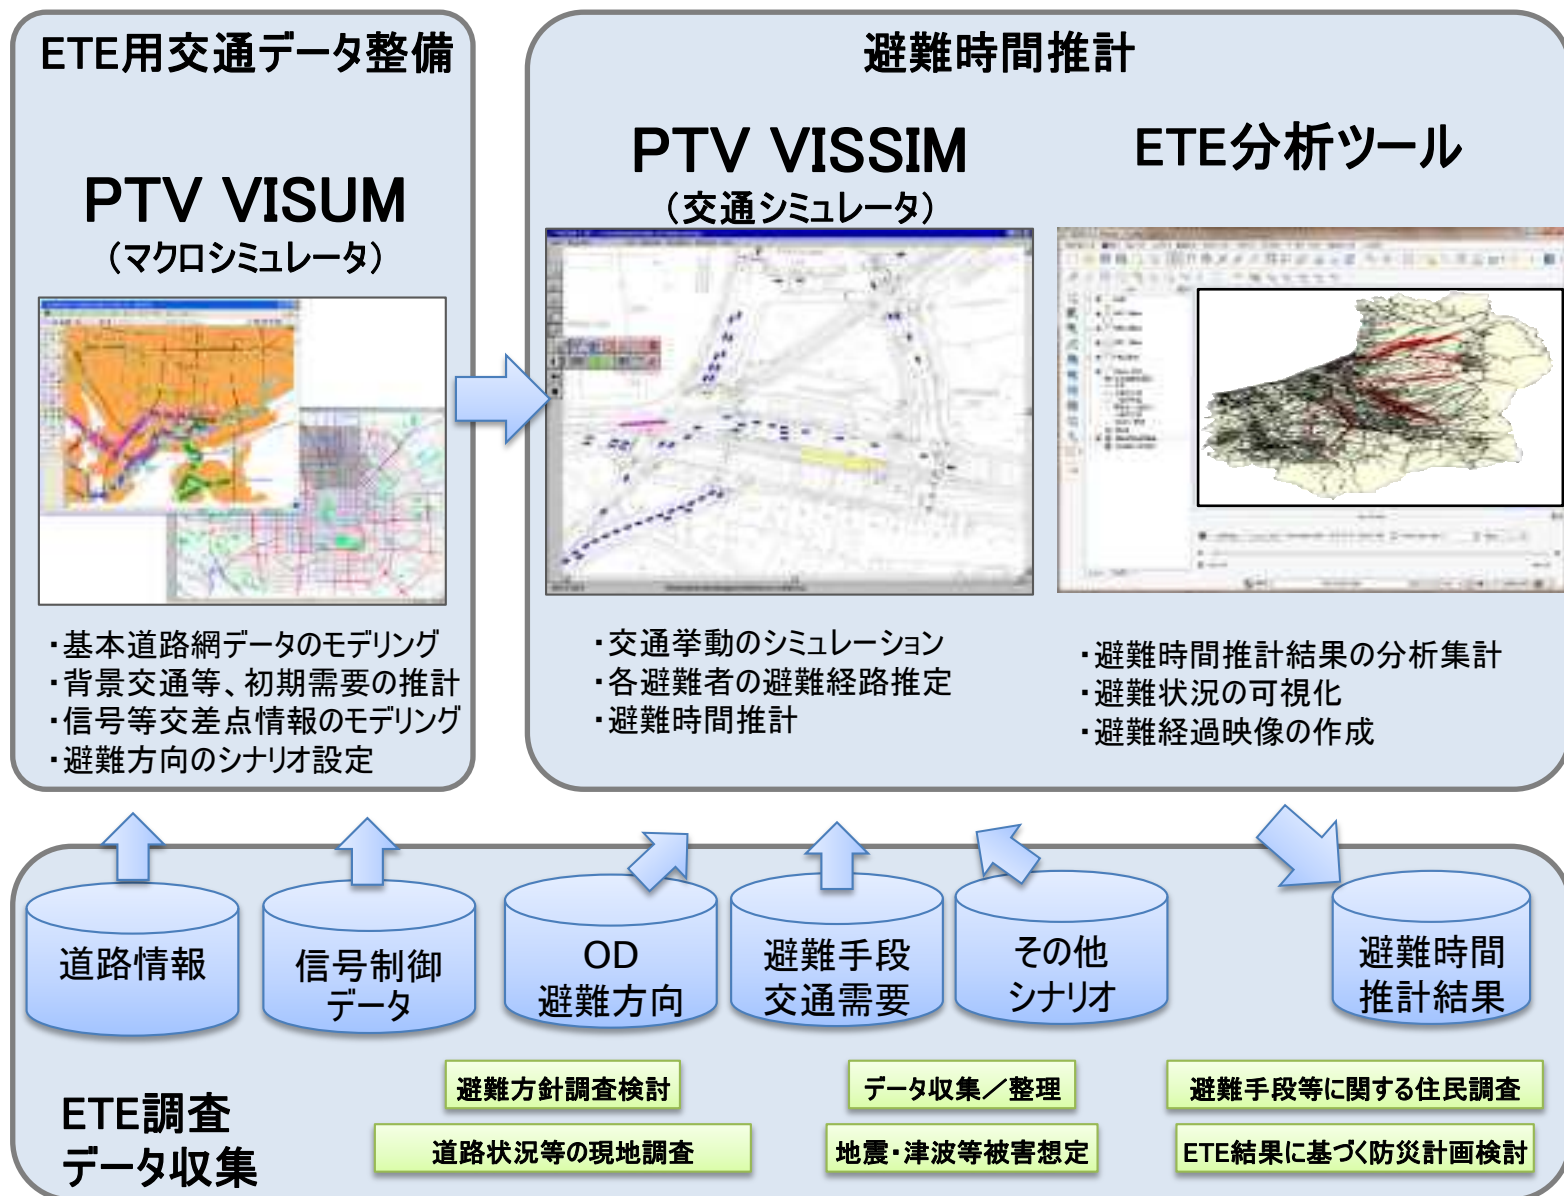 ETE用交通データ整備
PTV VISUM
（マクロシミュレータ）
・基本道路網データのモデリング
・背景交通等、初期需要の推計
・信号等交差点情報のモデリング
・避難方向のシナリオ設定
避難時間推計
PTV VISSIM
（交通シミュレータ）
・交通挙動のシミュレーション
・各避難者の避難経路推定
・避難時間推計
ETE分析ツール
・避難時間推計結果の分析集計
・避難状況の可視化
・避難経過映像の作成
道路情報
信号制御
データ
OD
避難方向
避難手段
交通需要
その他
シナリオ
避難時間
推計結果
ETE調査
データ収集
避難方針調査検討
データ収集／整理
避難手段等に関する住民調査
道路状況等の現地調査
地震・津波等被害想定
ETE結果に基づく防災計画検討